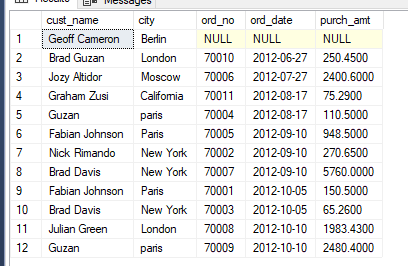 Messages
cust_name city ord_no ord_date purch_amt
1 Geoff Cameron Berlin NULL NULL NULL
2 Brad Guzan London 70010 2012-06-27 250.4500
3 Jozy Altidor Moscow 70006 2012-07-27 2400.6000
4 Graham Zusi California 70011 2012-08-17 75.2900
5 Guzan paris 70004 2012-08-17 110.5000
6 Fabian Johnson Paris 70005 2012-09-10 948.5000
7 Nick Rimando New York 70002 2012-09-10 270.6500
8 Brad Davis New York 70007 2012-09-10 5760.0000
9 Fabian Johnson Paris 70001 2012-10-05 150.5000
10 Brad Davis New York 70003 2012-10-05 65.2600
11 Julian Green London 70008 2012-10-10 1983.4300
12 Guzan paris 70009 2012-10-10 2480.4000